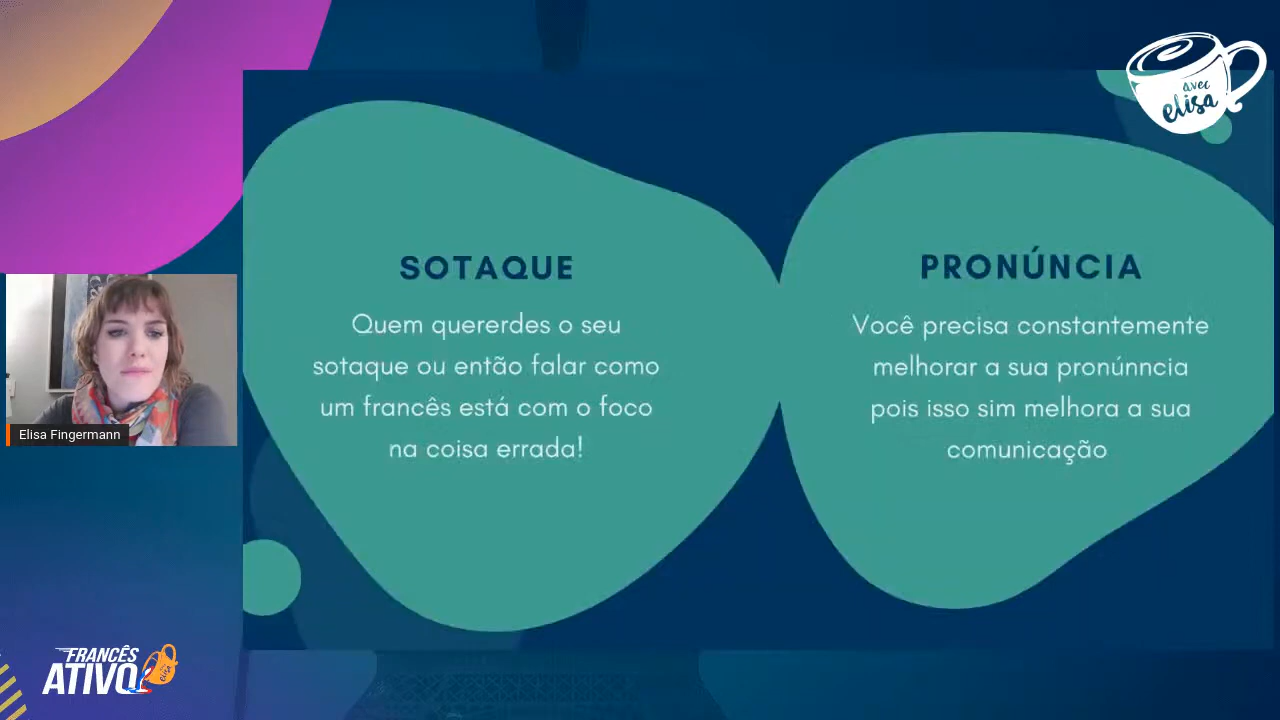 avec
elisa
SOTAQUE
Quem quererdes o seu
sotaque ou então falar como
um francês está com o foco
na coisa errada!
PRONÚNCIA
Você precisa constantemente
melhorar a sua pronúnncia
pois isso sim melhora a sua
comunicação
Elisa Fingermann
FRANCÊS
ATIVO
elisa